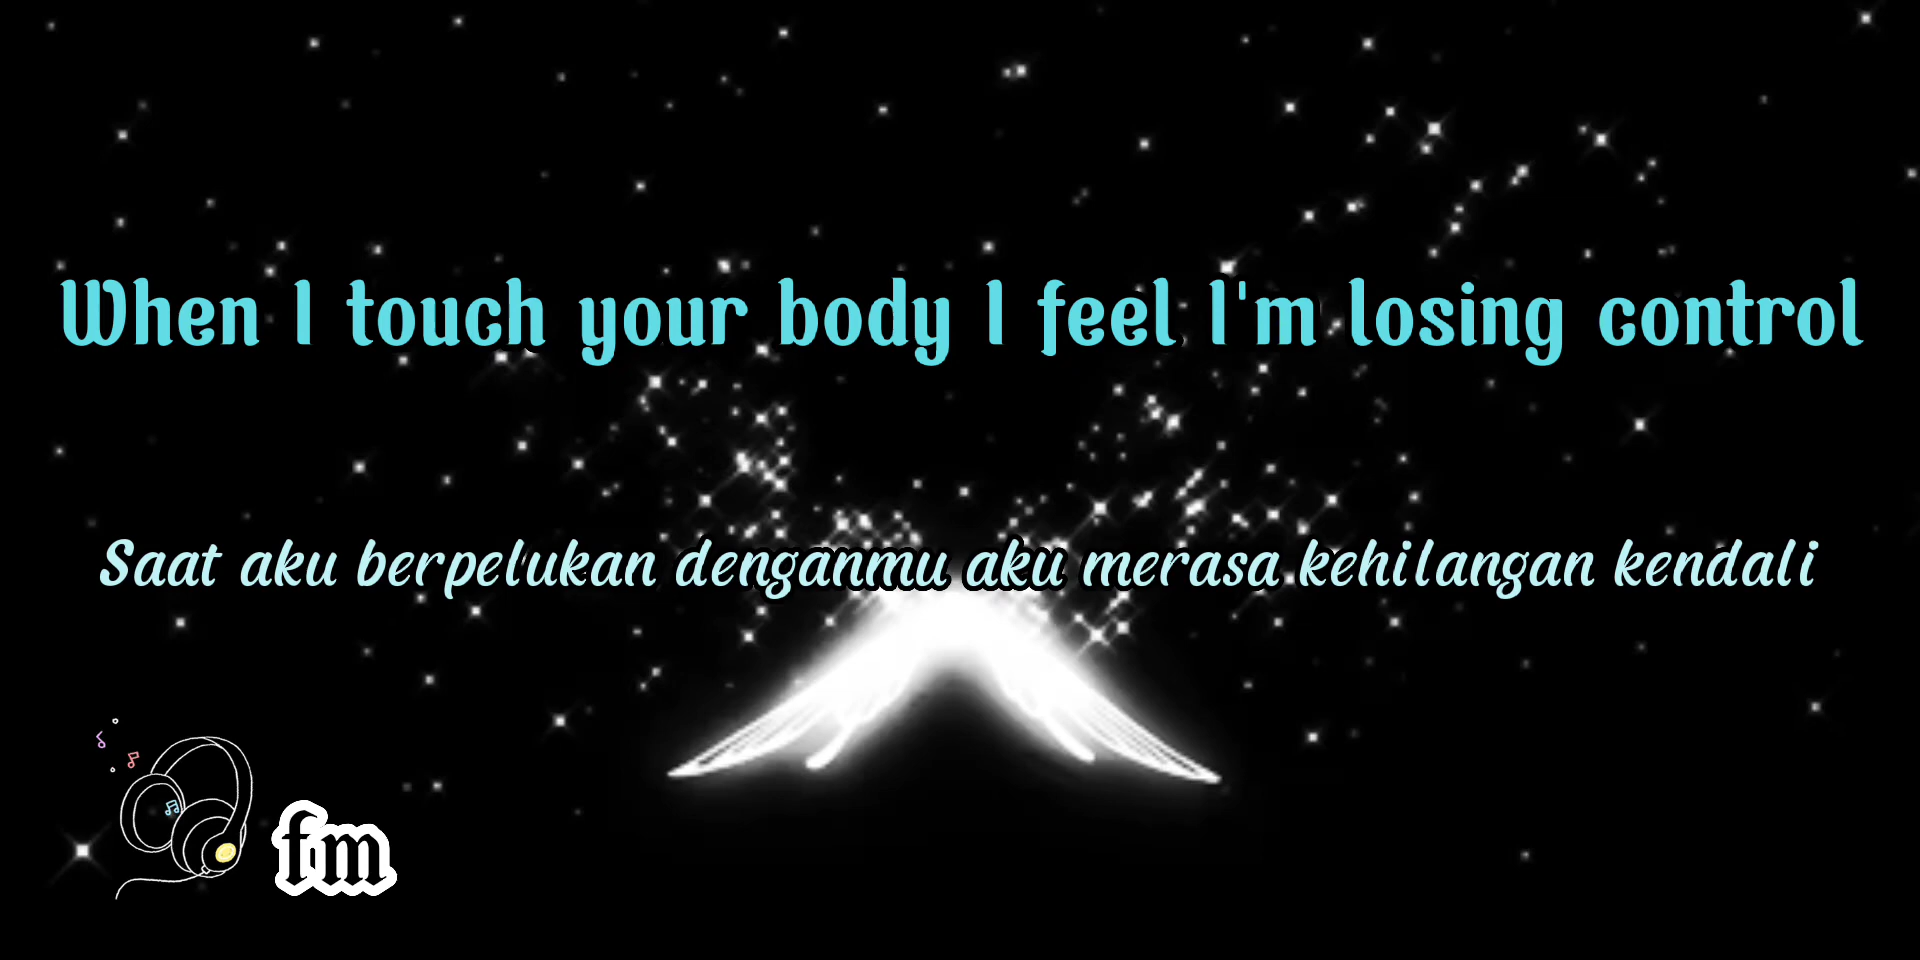 When I touch your body I feel I'm losing control
Saat aku berpelukan denganmu aku merasa kehilangan kendali
fm